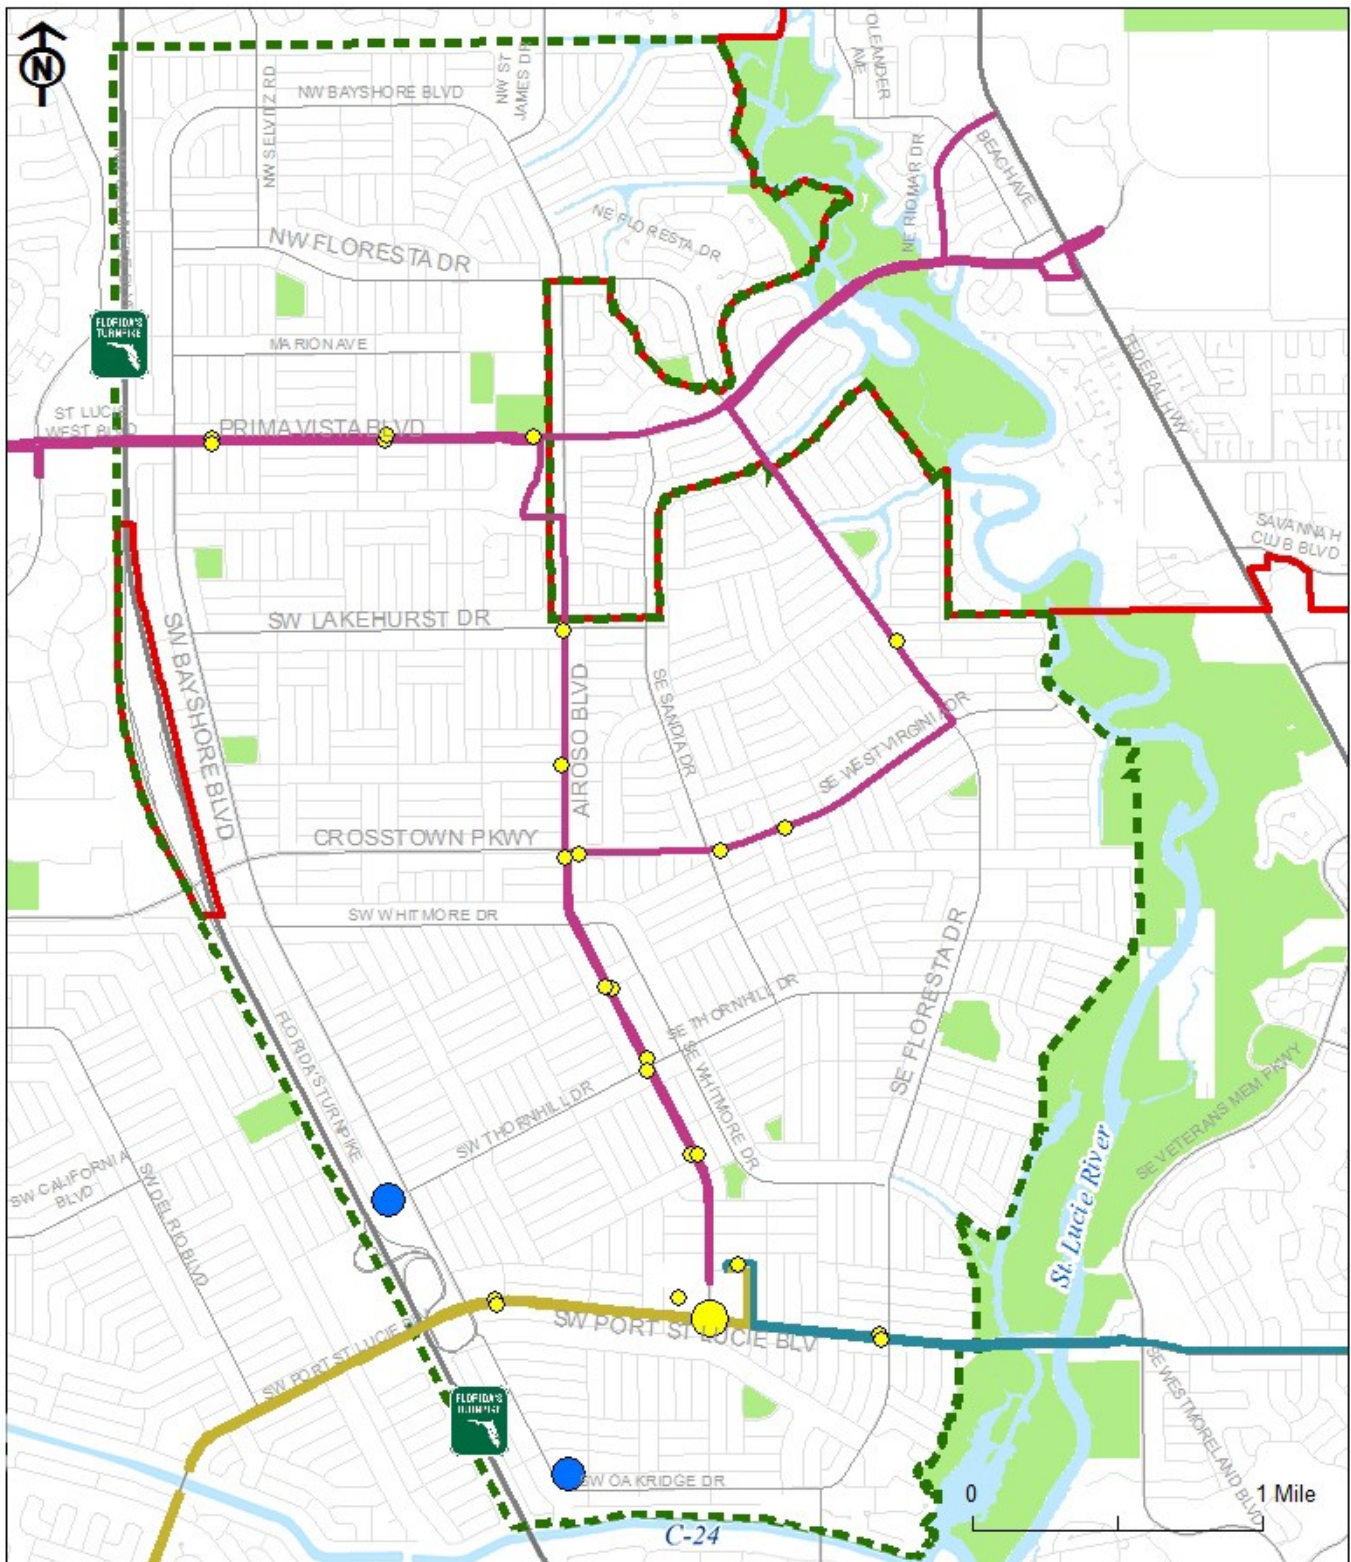 N
OLEANDER
AVE
NW ST
JAMES DR
NW SELVITZ RD
NW BAYSHORE BLVD
BEACH AVE
NE RIOMAR DR
NE FLORESTA DR
NW FLORESTA DR
FLORIDA'S
TURNPIKE
MARION AVE
FEDERAL HWY
ST LUCIE
WEST BLVD
PRIMA VISTA BLVD
SAVANNAH
CLUB BLVD
SW LAKEHURST DR
SW BAYSHORE BLVD
AIROSO BLVD
SE SANDIA DR
SE WEST VIRGINIA DR
CROSSTOWN PKWY
SW WHITMORE DR
SE FLORESTA DR
SE THORNHILL DR
FLORIDA'S TURNPIKE
SE SE WHITMORE DR
SW THORNHILL DR
SE VETERANS MEM PKWY
St. Lucie River
SW CALIFORNIA
BLVD
SW DEL RIO BLVD
SW PORT ST LUCIE BLV
SW PORT ST LUCIE
SE WESTMORELAND BLVD
FLORIDA'S
TURNPIKE
SW OAKRIDGE DR
0
1 Mile
C-24